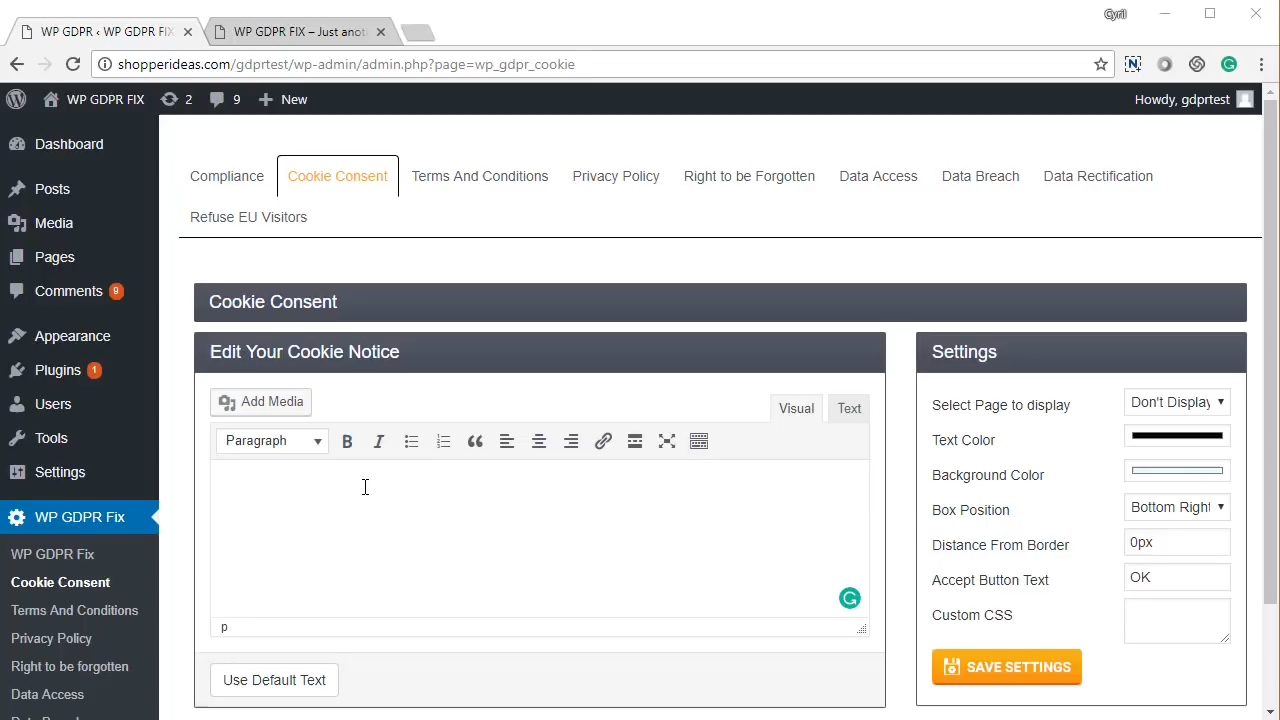 Cyril
WP GDPR ‹ WP GDPR FIX
WP GDPR FIX – Just anot
shopperideas.com/gdprtest/wp-admin/admin.php?page=wp_gdpr_cookie
WP GDPR FIX
2
9
New
Howdy, gdprtest
Dashboard
Posts
Media
Pages
Comments 9
Appearance
Plugins 1
Users
Tools
Settings
WP GDPR Fix
WP GDPR Fix
Cookie Consent
Terms And Conditions
Privacy Policy
Right to be forgotten
Data Access
Compliance
Cookie Consent
Terms And Conditions
Privacy Policy
Right to be Forgotten
Data Access
Data Breach
Data Rectification
Refuse EU Visitors
Cookie Consent
Edit Your Cookie Notice
Add Media
Visual
Text
Paragraph
p
Use Default Text
Settings
Select Page to display
Don't Display
Text Color
Background Color
Box Position
Bottom Right
Distance From Border
0px
Accept Button Text
OK
Custom CSS
SAVE SETTINGS